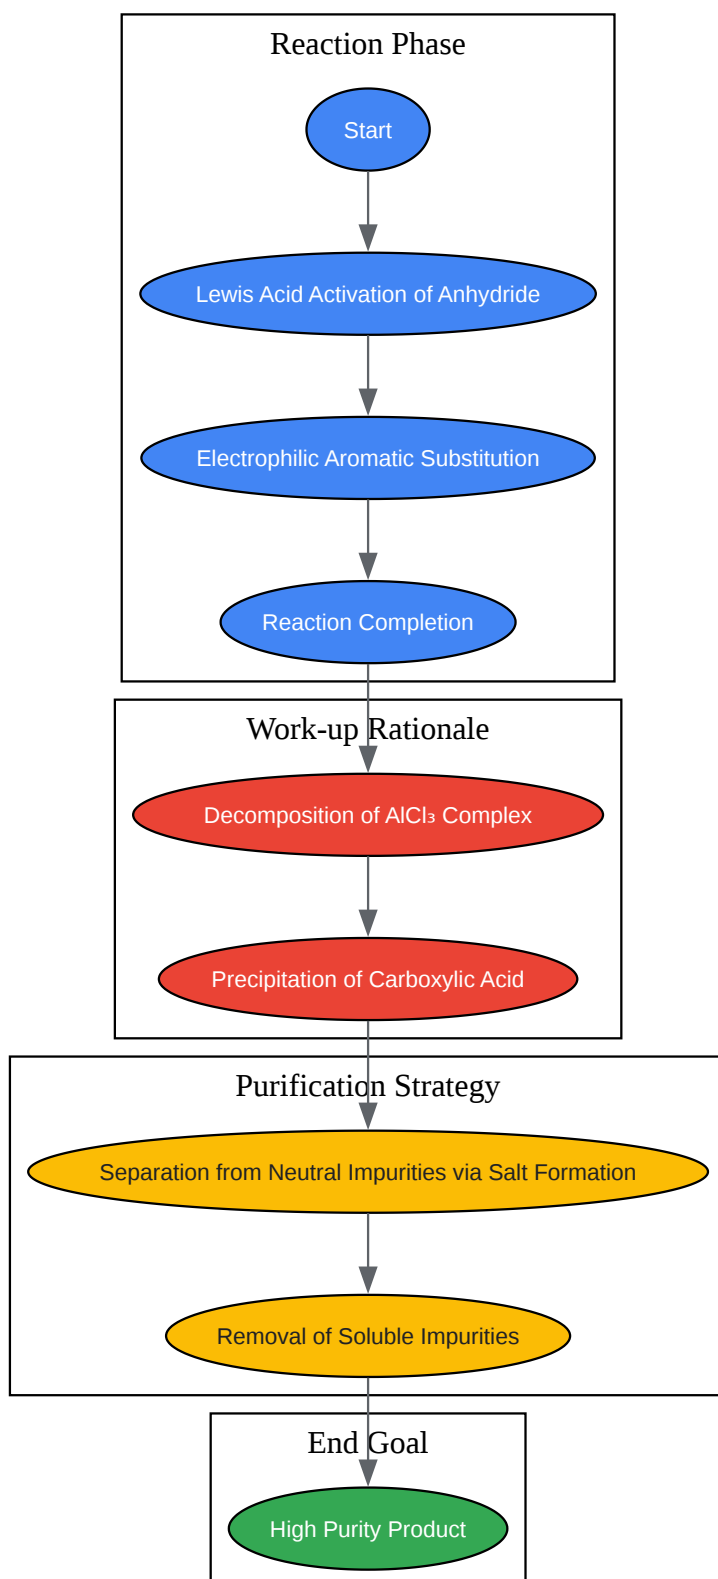 Reaction Phase
Start
Lewis Acid Activation of Anhydride
Electrophilic Aromatic Substitution
Reaction Completion
Work-up Rationale
Decomposition of AlCl₃ Complex
Precipitation of Carboxylic Acid
Purification Strategy
Separation from Neutral Impurities via Salt Formation
Removal of Soluble Impurities
End Goal
High Purity Product